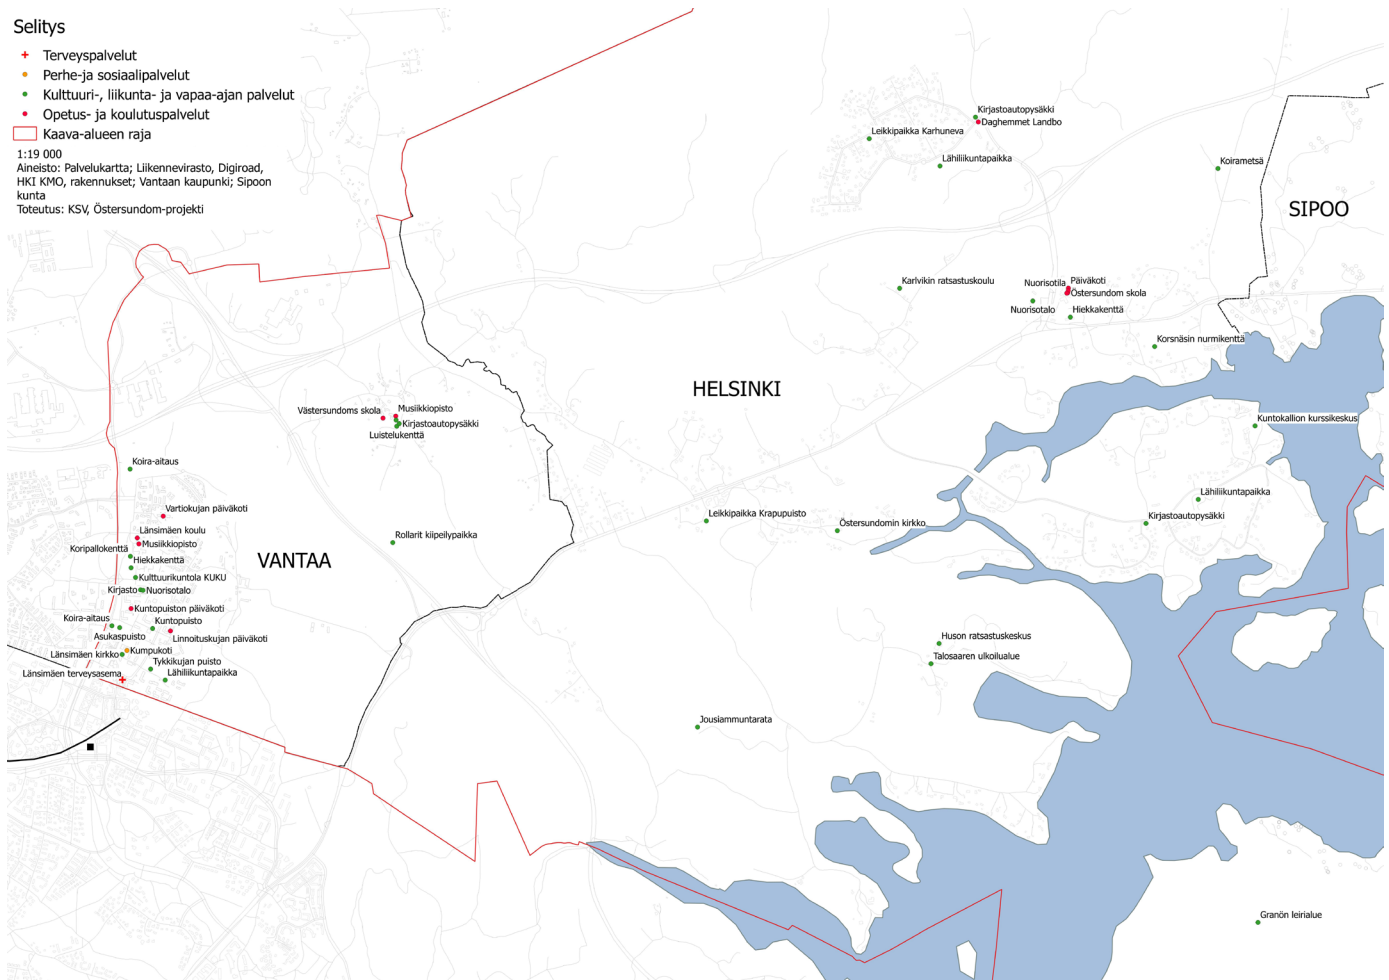 Selitys
Terveyspalvelut
Perhe-ja sosiaalipalvelut
Kulttuuri-, liikunta- ja vapaa-ajan palvelut
Opetus- ja koulutuspalvelut
Kaava-alueen raja
1:19 000
Aineisto: Palvelukartta; Liikennevirasto, Digiroad,
HKI KMO, rakennukset; Vantaan kaupunki; Sipoon
kunta
Toteutus: KSV, Östersundom-projekti
Kirjastoautopysäkki
Daghemmet Landbo
Leikkipaikka Karhuneva
Lähiliikuntapaikka
Koirametsä
SIPOO
Karlvikin ratsastuskoulu
Nuorisotila
Päiväkoti
Östersundom skola
Nuorisotalo
Hiekkakenttä
Korsnäsin nurmikenttä
HELSINKI
Västersundoms skola
Musiikkiopisto
Kirjastoautopysäkki
Luistelukenttä
Kuntokallion kurssikeskus
Koira-aitaus
Lähiliikuntapaikka
Vartiokujan päiväkoti
Leikkipaikka Krapupuisto
Östersundomin kirkko
Kirjastoautopysäkki
Länsimäen koulu
Musiikkiopisto
Koripallokenttä
Hiekkakenttä
Rollarit kiipeilypaikka
VANTAA
Kulttuurikuntola KUKU
Kirjasto
Nuorisotalo
Kuntopuiston päiväkoti
Koira-aitaus
Kuntopuisto
Asukaspuisto
Linnoituskujan päiväkoti
Huson ratsastuskeskus
Länsimäen kirkko
Kumpukoti
Talosaaren ulkoilualue
Tykkikujan puisto
Länsimäen terveysasema
Lähiliikuntapaikka
Jousiammuntarata
Granön leirialue